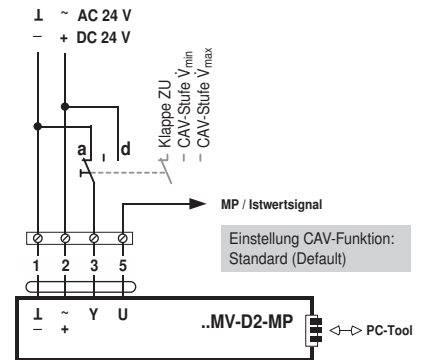 ⊥ ~ AC 24 V
– + DC 24 V
Klappe ZU
CAV-Stufe V̇min
CAV-Stufe V̇max
a d
MP / Istwertsignal
Einstellung CAV-Funktion:
Standard (Default)
1 2 3 5
⊥ ~ Y U
– +
..MV-D2-MP
PC-Tool